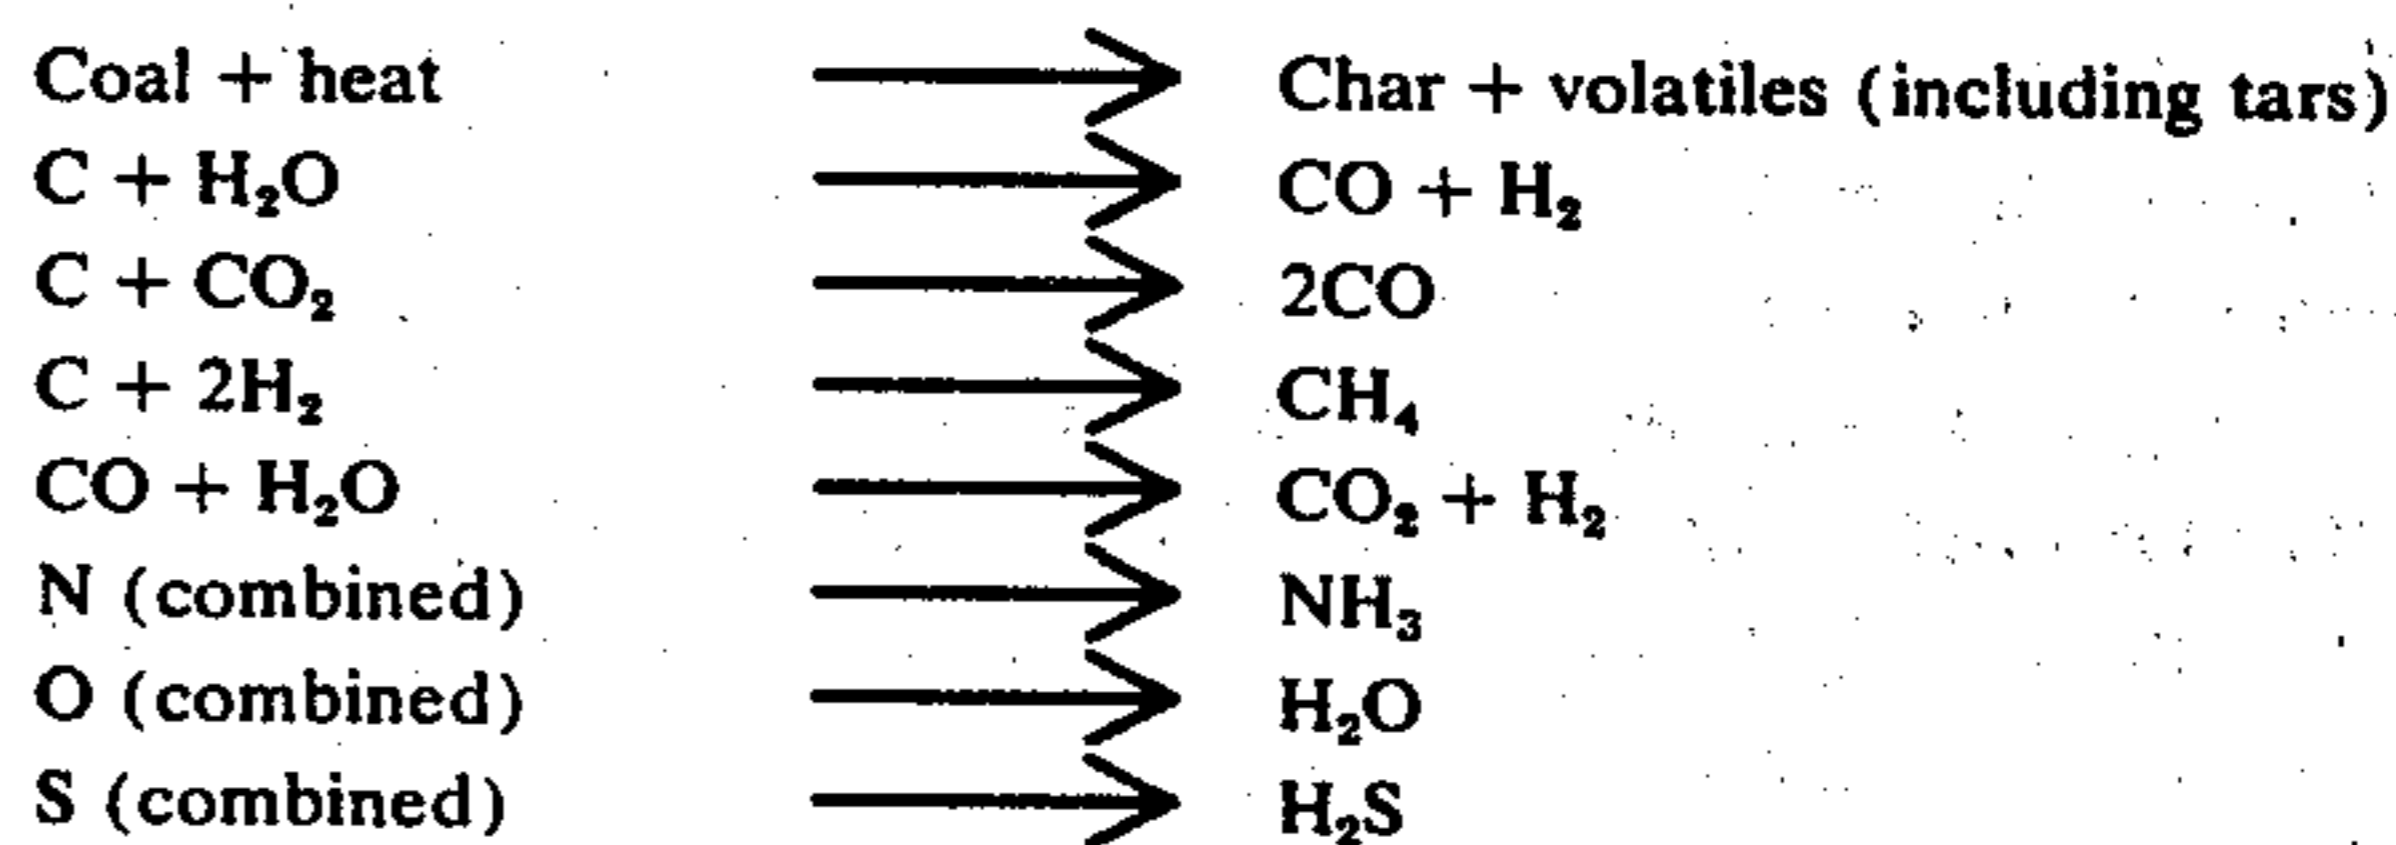 Coal + heat → Char + volatiles (including tars)
C + H₂O → CO + H₂
C + CO₂ → 2CO
C + 2H₂ → CH₄
CO + H₂O → CO₂ + H₂
N (combined) → NH₃
O (combined) → H₂O
S (combined) → H₂S